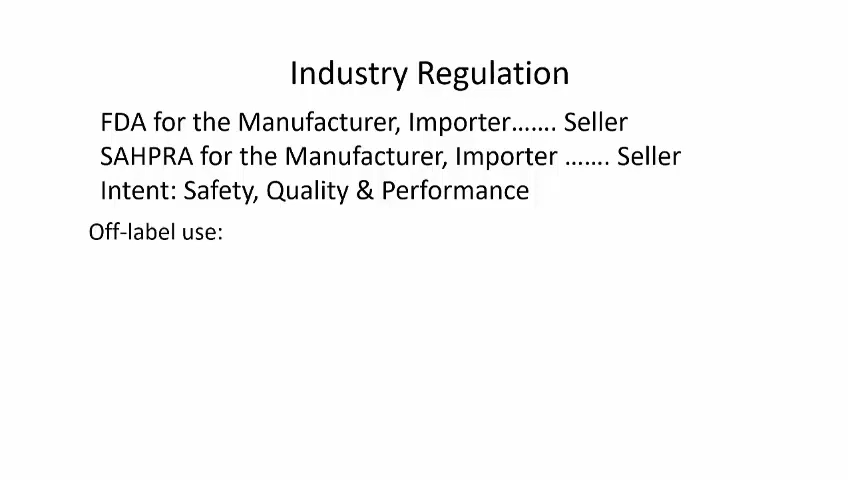 Industry Regulation
FDA for the Manufacturer, Importer……. Seller
SAHPRA for the Manufacturer, Importer ……. Seller
Intent: Safety, Quality & Performance
Off-label use: